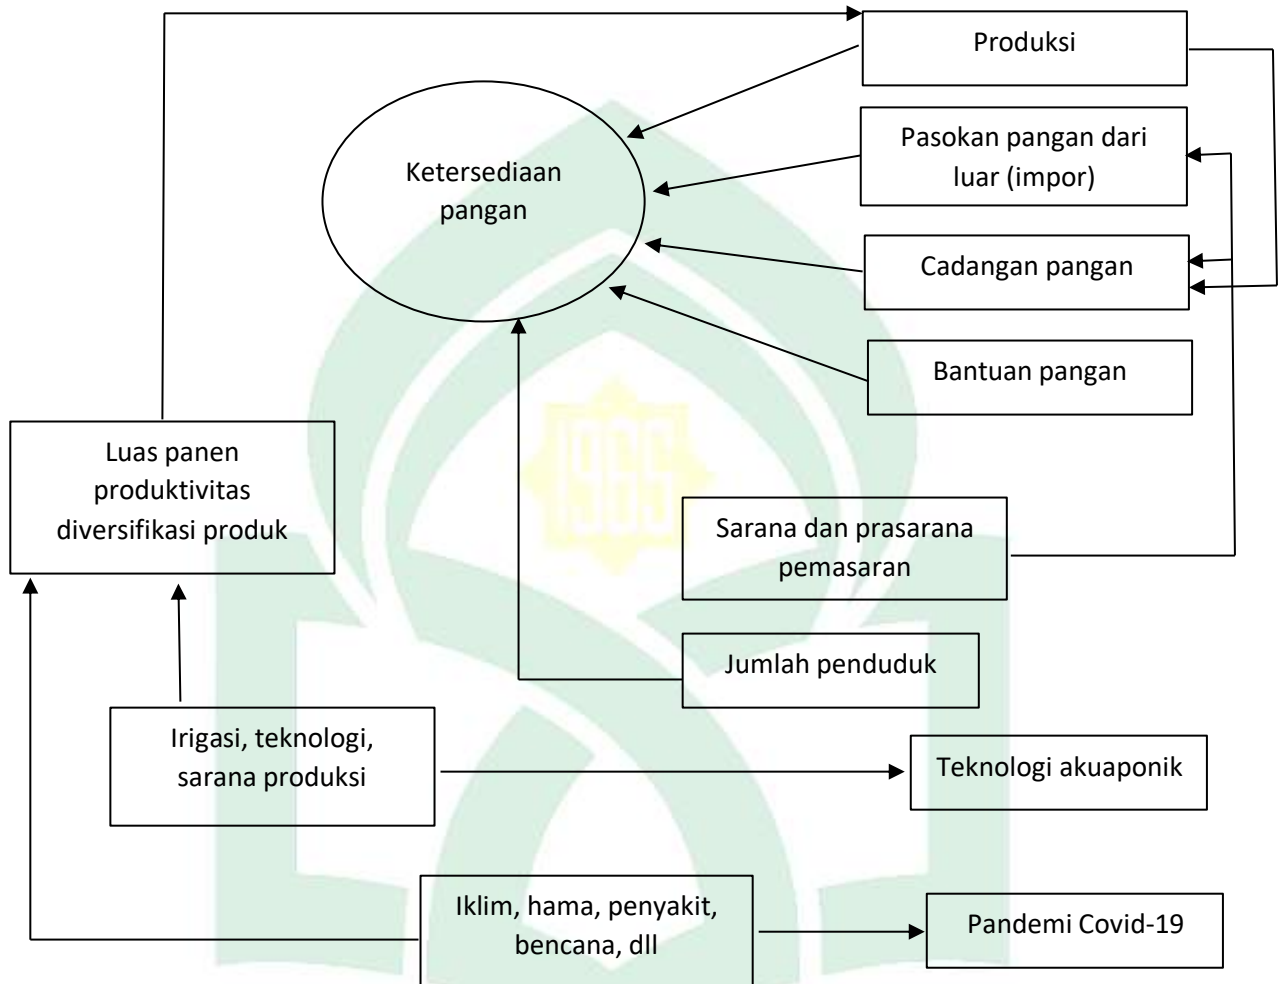 Produksi
Ketersediaan
pangan
Pasokan pangan dari
luar (impor)
Cadangan pangan
Bantuan pangan
Luas panen
produktivitas
diversifikasi produk
Sarana dan prasarana
pemasaran
Jumlah penduduk
Irigasi, teknologi,
sarana produksi
Teknologi akuaponik
Iklim, hama, penyakit,
bencana, dll
Pandemi Covid-19